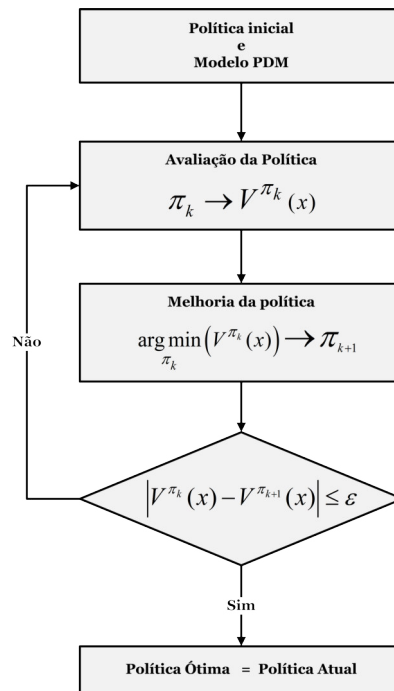 Política inicial
e
Modelo PDM
Avaliação da Política
π_k → V^{π_k}(x)
Melhoria da política
arg min_{π_k} (V^{π_k}(x)) → π_{k+1}
Não
|V^{π_k}(x) − V^{π_{k+1}}(x)| ≤ ε
Sim
Política Ótima = Política Atual